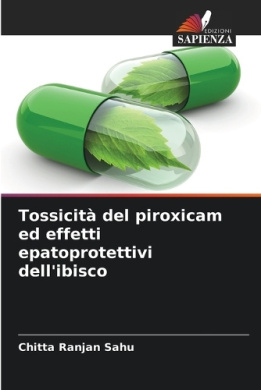 EDIZIONI
SAPIENZA
Tossicità del piroxicam
ed effetti
epatoprotettivi
dell'ibisco
Chitta Ranjan Sahu